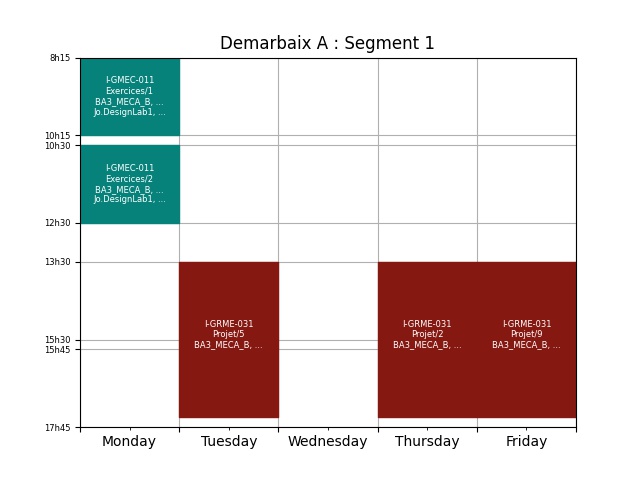 Demarbaix A : Segment 1
8h15
I-GMEC-011
Exercices/1
BA3_MECA_B, ...
Jo.DesignLab1, ...
10h15
10h30
I-GMEC-011
Exercices/2
BA3_MECA_B, ...
Jo.DesignLab1, ...
12h30
13h30
I-GRME-031
Projet/5
BA3_MECA_B, ...
I-GRME-031
Projet/2
BA3_MECA_B, ...
I-GRME-031
Projet/9
BA3_MECA_B, ...
15h30
15h45
17h45
Monday
Tuesday
Wednesday
Thursday
Friday